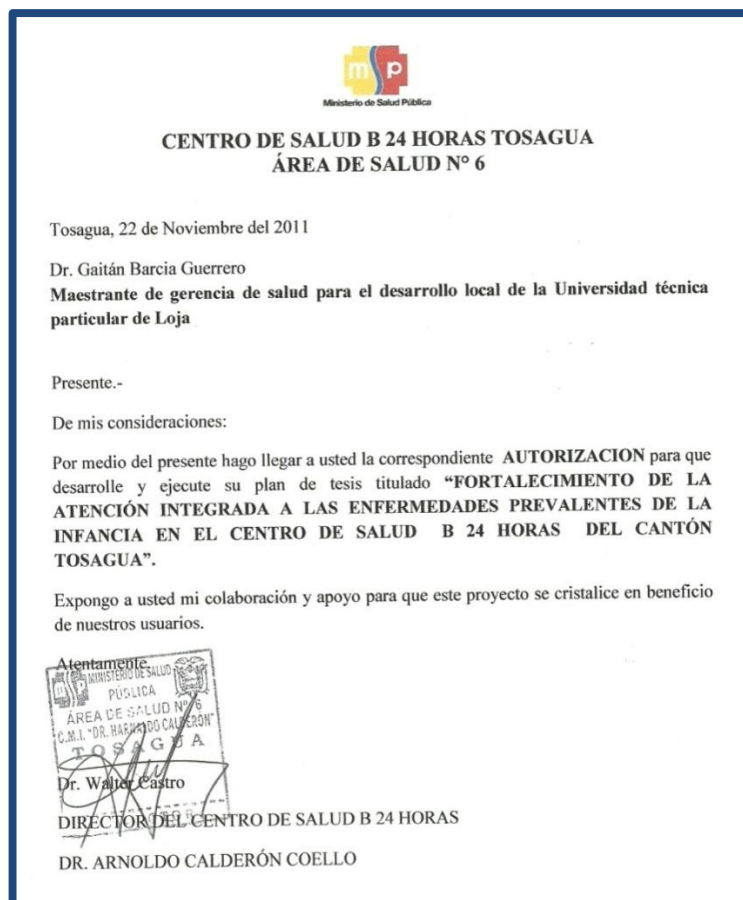 msp
Ministerio de Salud Pública
CENTRO DE SALUD B 24 HORAS TOSAGUA
ÁREA DE SALUD N° 6
Tosagua, 22 de Noviembre del 2011
Dr. Gaitán Barcia Guerrero
Maestrante de gerencia de salud para el desarrollo local de la Universidad técnica
particular de Loja
Presente.-
De mis consideraciones:
Por medio del presente hago llegar a usted la correspondiente AUTORIZACION para que
desarrolle y ejecute su plan de tesis titulado “FORTALECIMIENTO DE LA
ATENCIÓN INTEGRADA A LAS ENFERMEDADES PREVALENTES DE LA
INFANCIA EN EL CENTRO DE SALUD B 24 HORAS DEL CANTÓN
TOSAGUA”.
Expongo a usted mi colaboración y apoyo para que este proyecto se cristalice en beneficio
de nuestros usuarios.
Atentamente.
MINISTERIO DE SALUD
PÚBLICA
ÁREA DE SALUD Nº 6
C.M.I. "DR. CALDERON"
TOSAGUA
Dr. Walter Castro
DIRECTOR DEL CENTRO DE SALUD B 24 HORAS
DR. ARNOLDO CALDERÓN COELLO